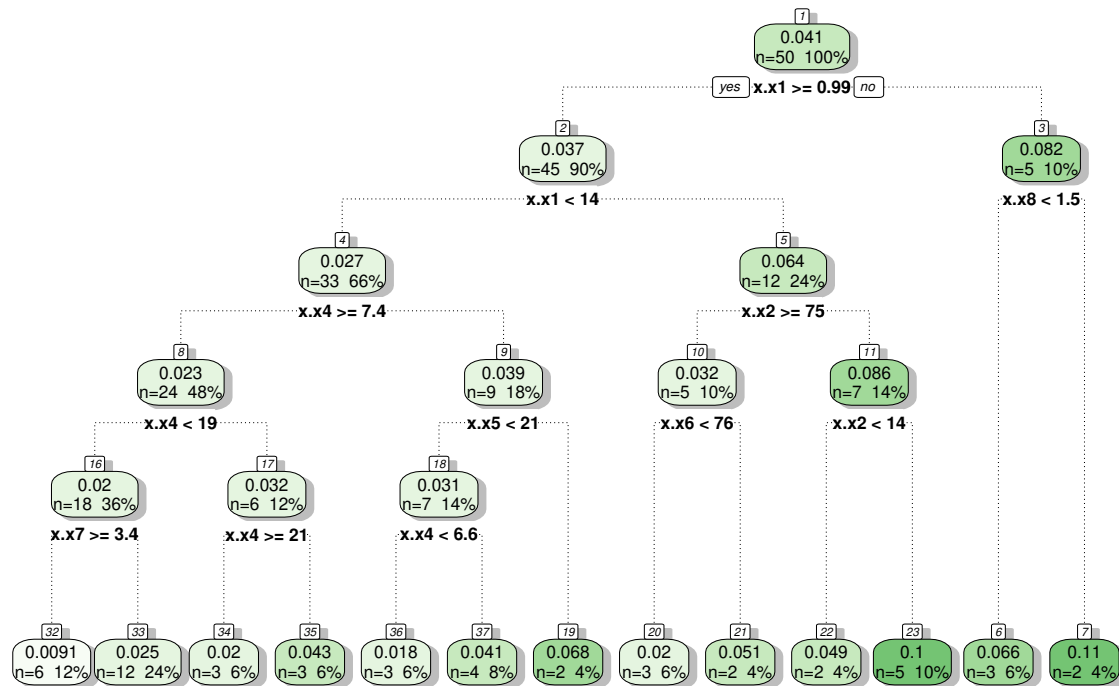 1
0.041
n=50 100%
yes x.x1 >= 0.99 no
2
0.037
n=45 90%
3
0.082
n=5 10%
x.x1 < 14
x.x8 < 1.5
4
0.027
n=33 66%
5
0.064
n=12 24%
x.x4 >= 7.4
x.x2 >= 75
8
0.023
n=24 48%
9
0.039
n=9 18%
10
0.032
n=5 10%
11
0.086
n=7 14%
x.x4 < 19
x.x5 < 21
x.x6 < 76
x.x2 < 14
16
0.02
n=18 36%
17
0.032
n=6 12%
18
0.031
n=7 14%
x.x7 >= 3.4
x.x4 >= 21
x.x4 < 6.6
32
0.0091
n=6 12%
33
0.025
n=12 24%
34
0.02
n=3 6%
35
0.043
n=3 6%
36
0.018
n=3 6%
37
0.041
n=4 8%
19
0.068
n=2 4%
20
0.02
n=3 6%
21
0.051
n=2 4%
22
0.049
n=2 4%
23
0.1
n=5 10%
6
0.066
n=3 6%
7
0.11
n=2 4%